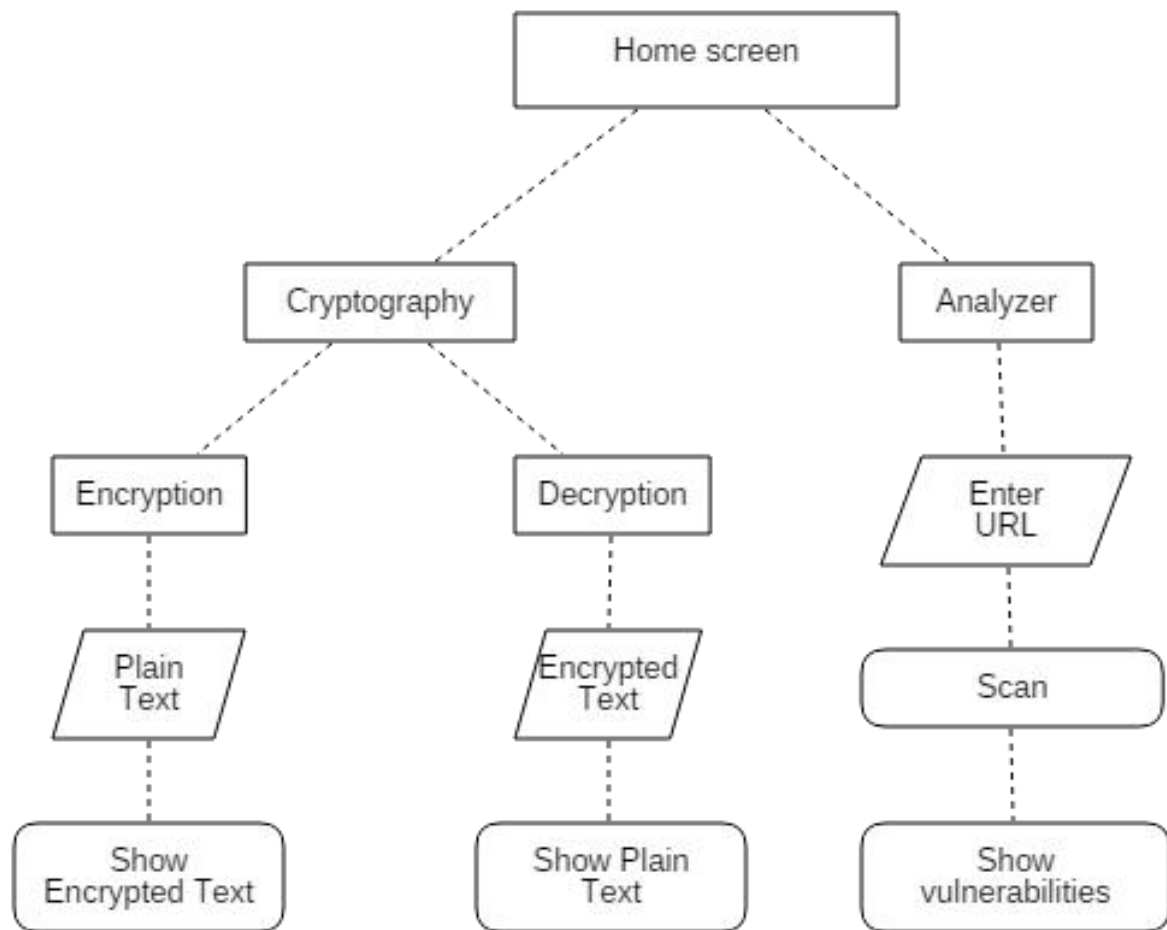 Home screen
Cryptography
Analyzer
Encryption
Decryption
Enter
URL
Plain
Text
Encrypted
Text
Scan
Show
Encrypted Text
Show Plain
Text
Show
vulnerabilities